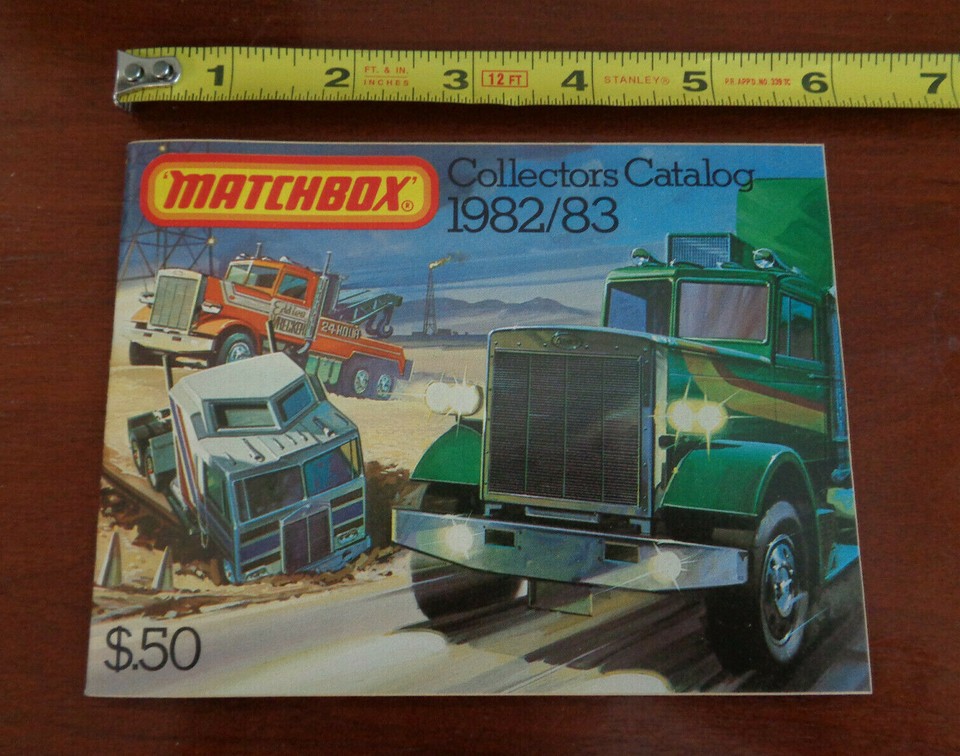 1 2 FT. & IN. INCHES 3 12 FT 4 STANLEY® 5 6 7
'MATCHBOX'®
Collectors Catalog
1982/83
WRECKER
24-HOUR
$.50